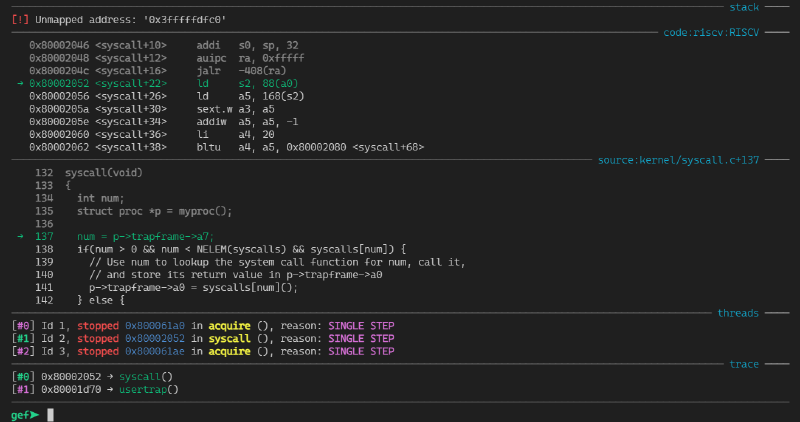 stack
[!] Unmapped address: '0x3fffffdfc0'
code:riscv:RISCV
0x80002046 <syscall+10> addi s0, sp, 32
0x80002048 <syscall+12> auipc ra, 0xfffff
0x8000204c <syscall+16> jalr -408(ra)
→ 0x80002052 <syscall+22> ld s2, 88(a0)
0x80002056 <syscall+26> ld a5, 168(s2)
0x8000205a <syscall+30> sext.w a3, a5
0x8000205e <syscall+34> addiw a5, a5, -1
0x80002060 <syscall+36> li a4, 20
0x80002062 <syscall+38> bltu a4, a5, 0x80002080 <syscall+68>
source:kernel/syscall.c+137
132 syscall(void)
133 {
134 int num;
135 struct proc *p = myproc();
136
→ 137 num = p->trapframe->a7;
138 if(num > 0 && num < NELEM(syscalls) && syscalls[num]) {
139 // Use num to lookup the system call function for num, call it,
140 // and store its return value in p->trapframe->a0
141 p->trapframe->a0 = syscalls[num]();
142 } else {
threads
[#0] Id 1, stopped 0x800061a0 in acquire (), reason: SINGLE STEP
[#1] Id 2, stopped 0x80002052 in syscall (), reason: SINGLE STEP
[#2] Id 3, stopped 0x800061ae in acquire (), reason: SINGLE STEP
trace
[#0] 0x80002052 → syscall()
[#1] 0x80001d70 → usertrap()
gef➤